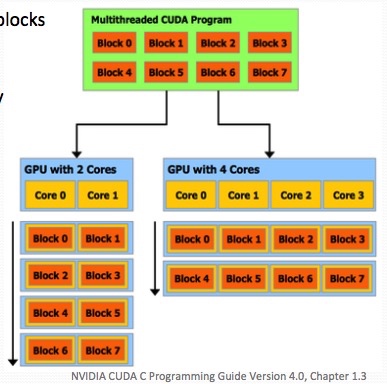 blocks
Multithreaded CUDA Program
Block 0 Block 1 Block 2 Block 3
Block 4 Block 5 Block 6 Block 7
y
GPU with 2 Cores
Core 0 Core 1
Block 0 Block 1
Block 2 Block 3
Block 4 Block 5
Block 6 Block 7
GPU with 4 Cores
Core 0 Core 1 Core 2 Core 3
Block 0 Block 1 Block 2 Block 3
Block 4 Block 5 Block 6 Block 7
NVIDIA CUDA C Programming Guide Version 4.0, Chapter 1.3